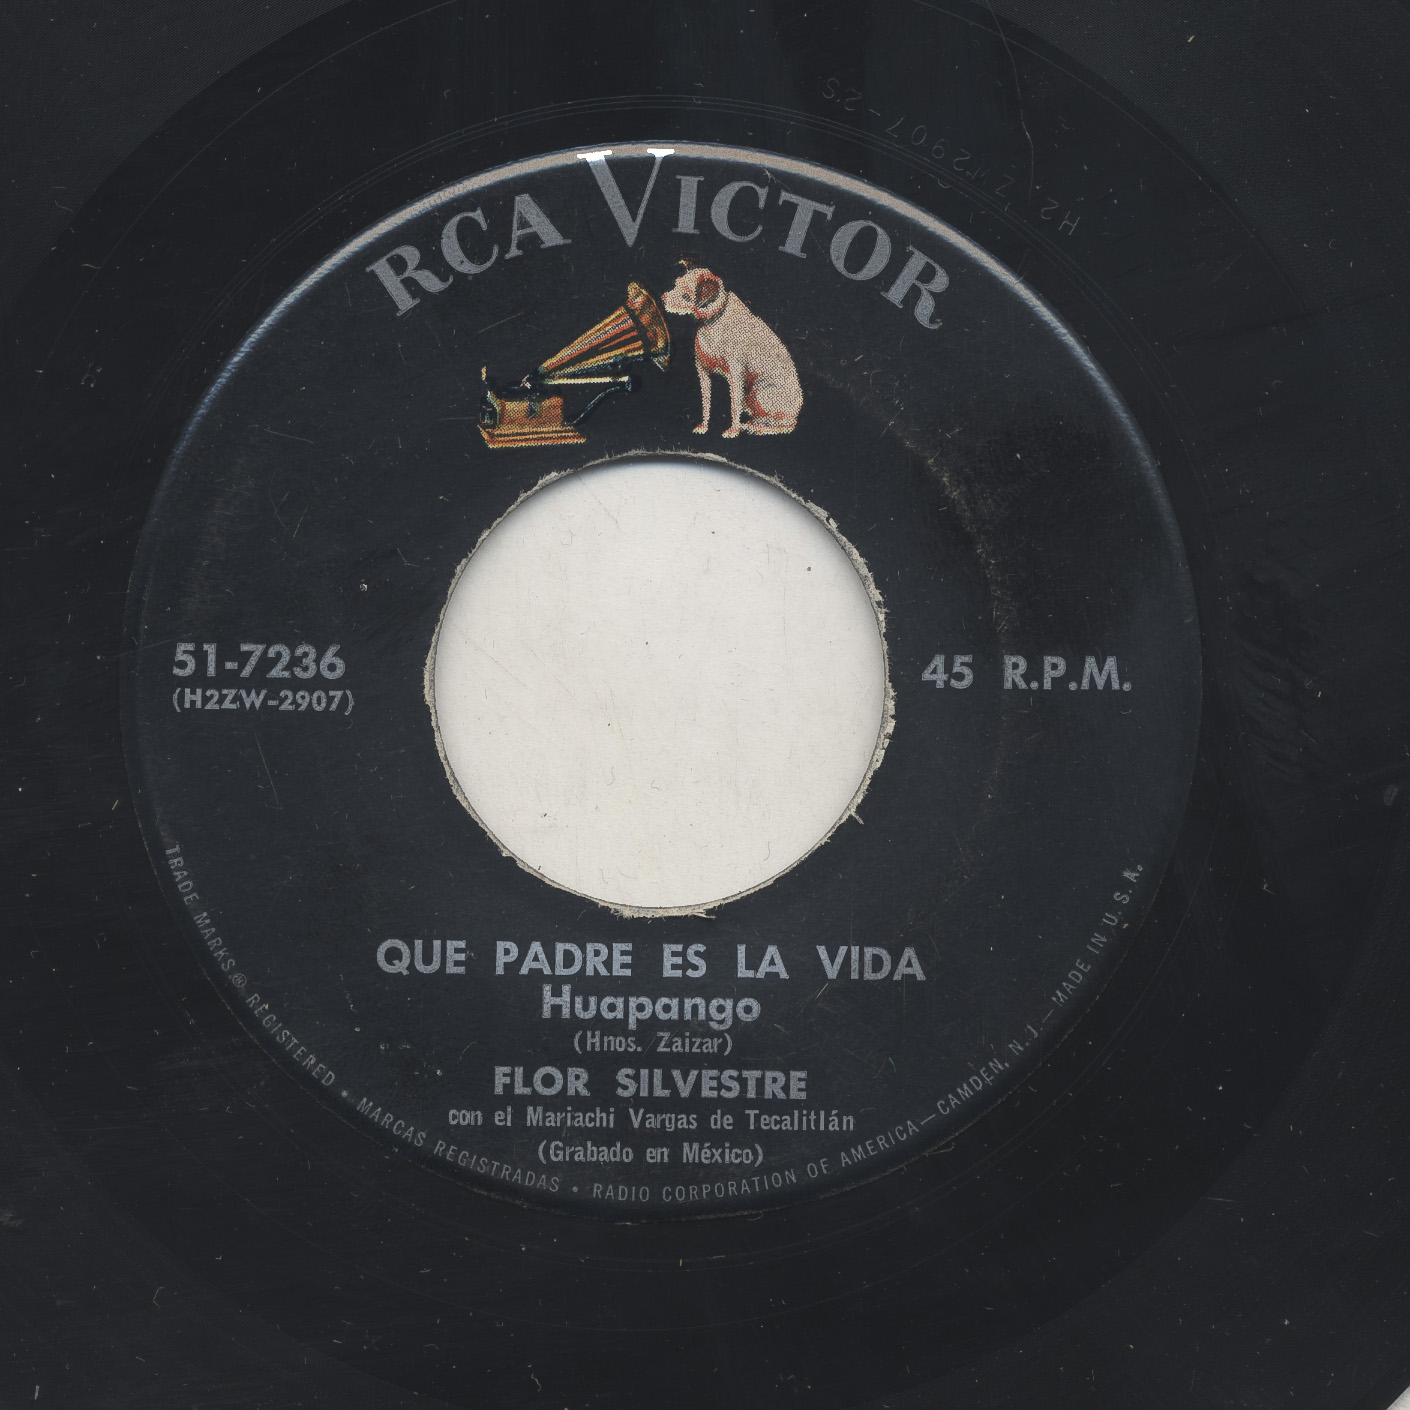 RCA VICTOR
51-7236
(H2ZW-2907)
45 R.P.M.
QUE PADRE ES LA VIDA
Huapango
(Hnos. Zaizar)
FLOR SILVESTRE
con el Mariachi Vargas de Tecalitlán
(Grabado en México)
TRADE MARKS ® REGISTERED • MARCAS REGISTRADAS • RADIO CORPORATION OF AMERICA—CAMDEN, N. J.—MADE IN U. S. A.